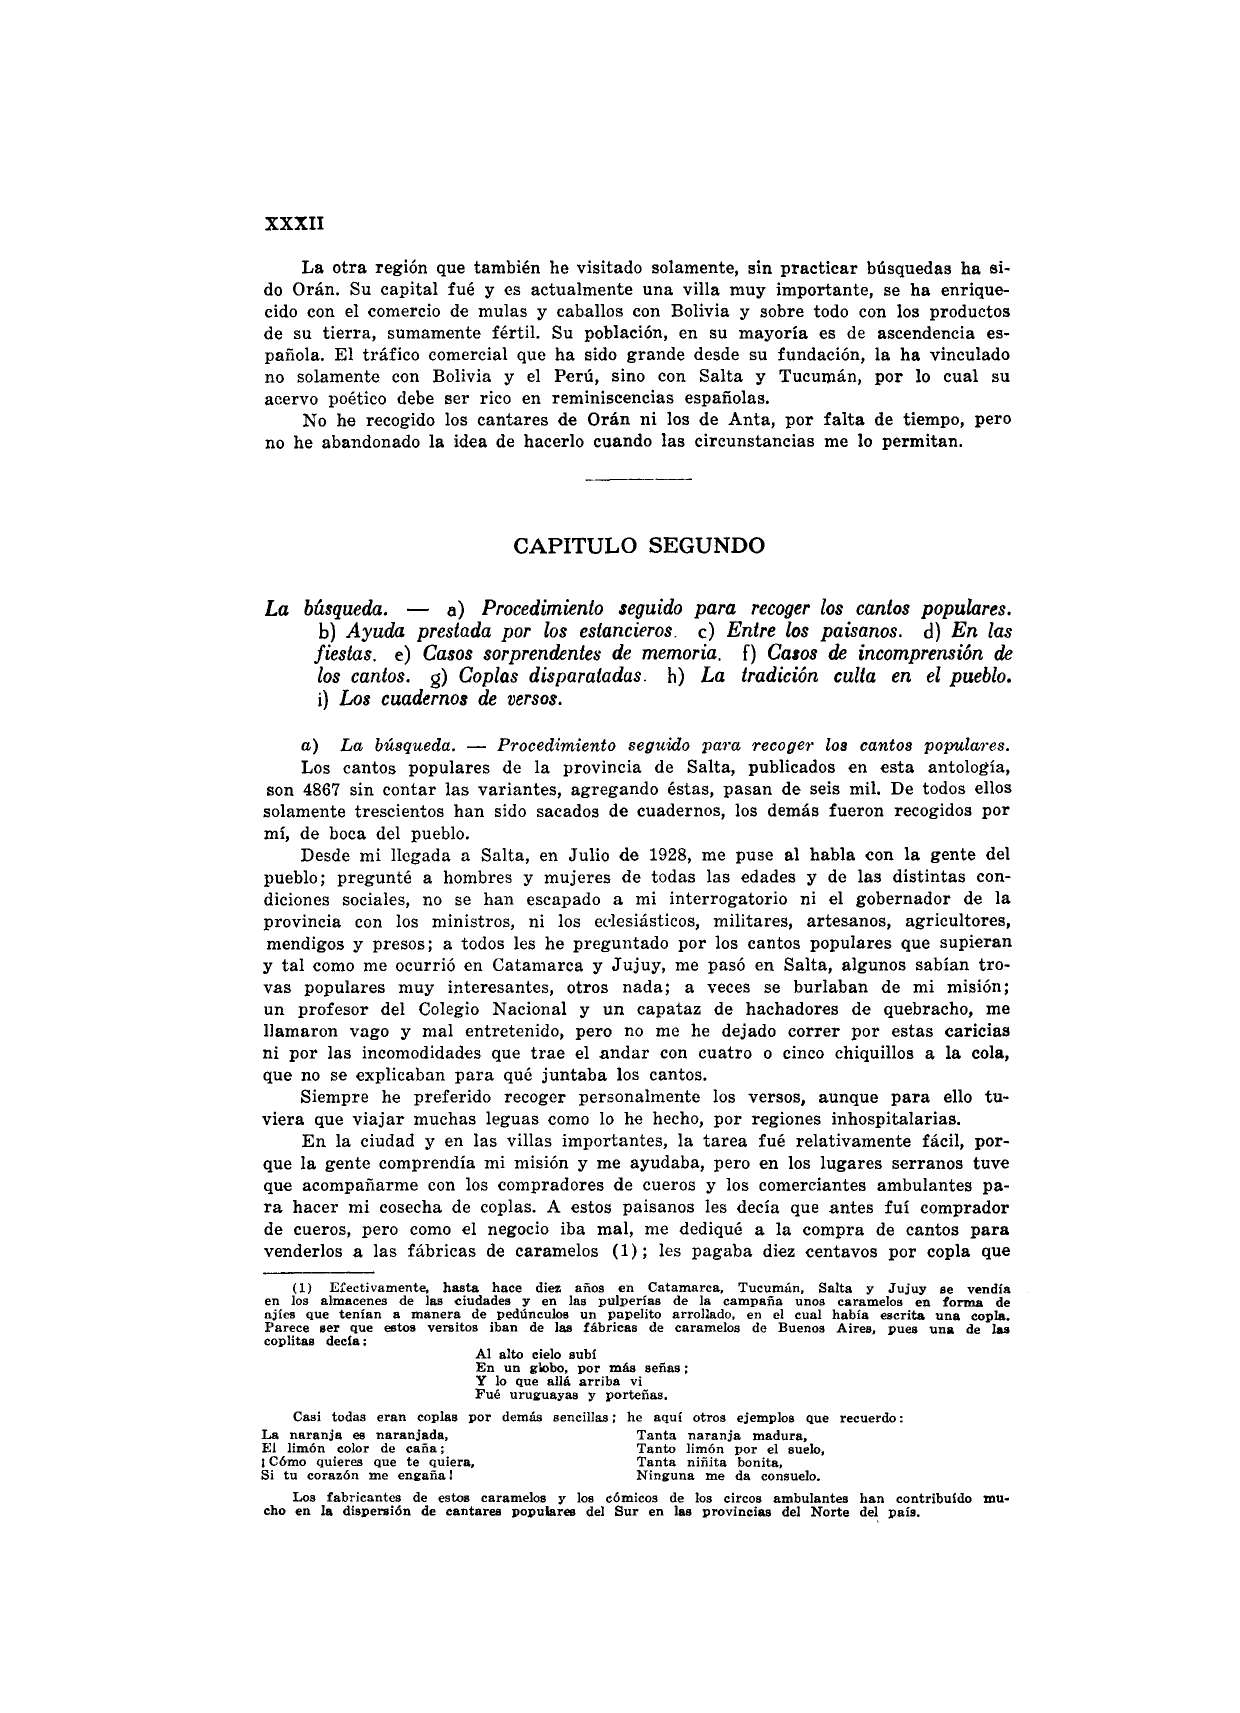 XXXII
La otra región que también he visitado solamente, sin practicar búsquedas ha si-
do Orán. Su capital fué y es actualmente una villa muy importante, se ha enrique-
cido con el comercio de mulas y caballos con Bolivia y sobre todo con los productos
de su tierra, sumamente fértil. Su población, en su mayoría es de ascendencia es-
pañola. El tráfico comercial que ha sido grande desde su fundación, la ha vinculado
no solamente con Bolivia y el Perú, sino con Salta y Tucumán, por lo cual su
acervo poético debe ser rico en reminiscencias españolas.
No he recogido los cantares de Orán ni los de Anta, por falta de tiempo, pero
no he abandonado la idea de hacerlo cuando las circunstancias me lo permitan.
CAPITULO SEGUNDO
La búsqueda. — a) Procedimiento seguido para recoger los cantos populares.
b) Ayuda prestada por los estancieros. c) Entre los paisanos. d) En las
fiestas. e) Casos sorprendentes de memoria. f) Casos de incomprensión de
los cantos. g) Coplas disparatadas. h) La tradición culta en el pueblo.
i) Los cuadernos de versos.
a) La búsqueda. — Procedimiento seguido para recoger los cantos populares.
Los cantos populares de la provincia de Salta, publicados en esta antología,
son 4867 sin contar las variantes, agregando éstas, pasan de seis mil. De todos ellos
solamente trescientos han sido sacados de cuadernos, los demás fueron recogidos por
mí, de boca del pueblo.
Desde mi llegada a Salta, en Julio de 1928, me puse al habla con la gente del
pueblo; pregunté a hombres y mujeres de todas las edades y de las distintas con-
diciones sociales, no se han escapado a mi interrogatorio ni el gobernador de la
provincia con los ministros, ni los eclesiásticos, militares, artesanos, agricultores,
mendigos y presos; a todos les he preguntado por los cantos populares que supieran
y tal como me ocurrió en Catamarca y Jujuy, me pasó en Salta, algunos sabían tro-
vas populares muy interesantes, otros nada; a veces se burlaban de mi misión;
un profesor del Colegio Nacional y un capataz de hachadores de quebracho, me
llamaron vago y mal entretenido, pero no me he dejado correr por estas caricias
ni por las incomodidades que trae el andar con cuatro o cinco chiquillos a la cola,
que no se explicaban para qué juntaba los cantos.
Siempre he preferido recoger personalmente los versos, aunque para ello tu-
viera que viajar muchas leguas como lo he hecho, por regiones inhospitalarias.
En la ciudad y en las villas importantes, la tarea fué relativamente fácil, por-
que la gente comprendía mi misión y me ayudaba, pero en los lugares serranos tuve
que acompañarme con los compradores de cueros y los comerciantes ambulantes pa-
ra hacer mi cosecha de coplas. A estos paisanos les decía que antes fuí comprador
de cueros, pero como el negocio iba mal, me dediqué a la compra de cantos para
venderlos a las fábricas de caramelos (1); les pagaba diez centavos por copla que
(1) Efectivamente, hasta hace diez años en Catamarca, Tucumán, Salta y Jujuy se vendía
en los almacenes de las ciudades y en las pulperías de la campaña unos caramelos en forma de
ajíes que tenían a manera de pedúnculos un papelito arrollado, en el cual había escrita una copla.
Parece ser que estos versitos iban de las fábricas de caramelos de Buenos Aires, pues una de las
coplitas decía:
Al alto cielo subí
En un globo, por más señas;
Y lo que allá arriba vi
Fué uruguayas y porteñas.
Casi todas eran coplas por demás sencillas; he aquí otros ejemplos que recuerdo:
La naranja es naranjada,
El limón color de caña;
¡Cómo quieres que te quiera,
Si tu corazón me engaña!
Tanta naranja madura,
Tanto limón por el suelo,
Tanta niñita bonita,
Ninguna me da consuelo.
Los fabricantes de estos caramelos y los cómicos de los circos ambulantes han contribuído mu-
cho en la dispersión de cantares populares del Sur en las provincias del Norte del país.